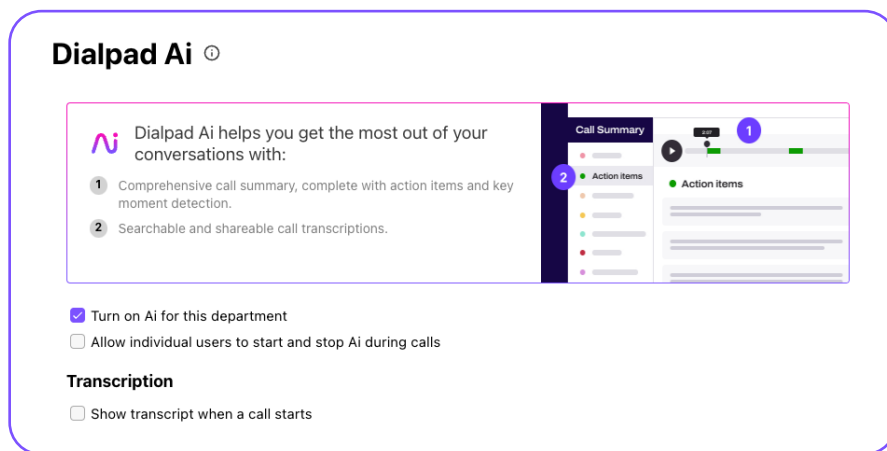 Dialpad Ai
Ai
Dialpad Ai helps you get the most out of your
conversations with:
1 Comprehensive call summary, complete with action items and key
moment detection.
2 Searchable and shareable call transcriptions.
Call Summary
2:07
1
2
Action items
Action items
Turn on Ai for this department
Allow individual users to start and stop Ai during calls
Transcription
Show transcript when a call starts